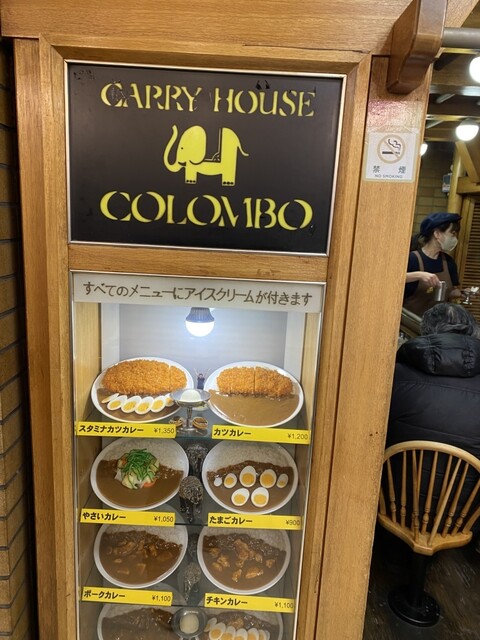 CARRY HOUSE
COLOMBO
禁煙
NO SMOKING
すべてのメニューにアイスクリームが付きます
スタミナカツカレー ¥1,350
カツカレー ¥1,200
やさいカレー ¥1,050
たまごカレー ¥900
ポークカレー ¥1,100
チキンカレー ¥1,100